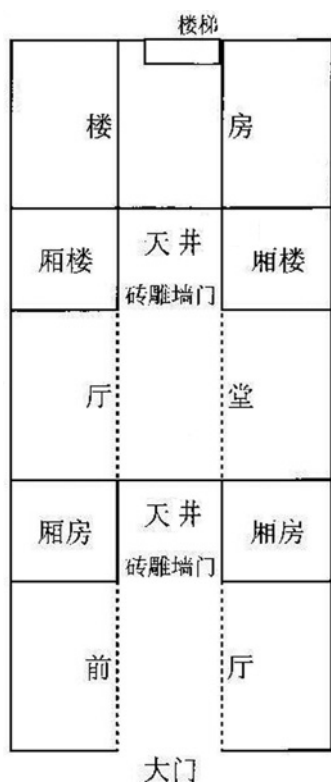 楼梯
楼 房
天井
厢楼 厢楼
砖雕墙门
厅 堂
天井
厢房 厢房
砖雕墙门
前 厅
大门